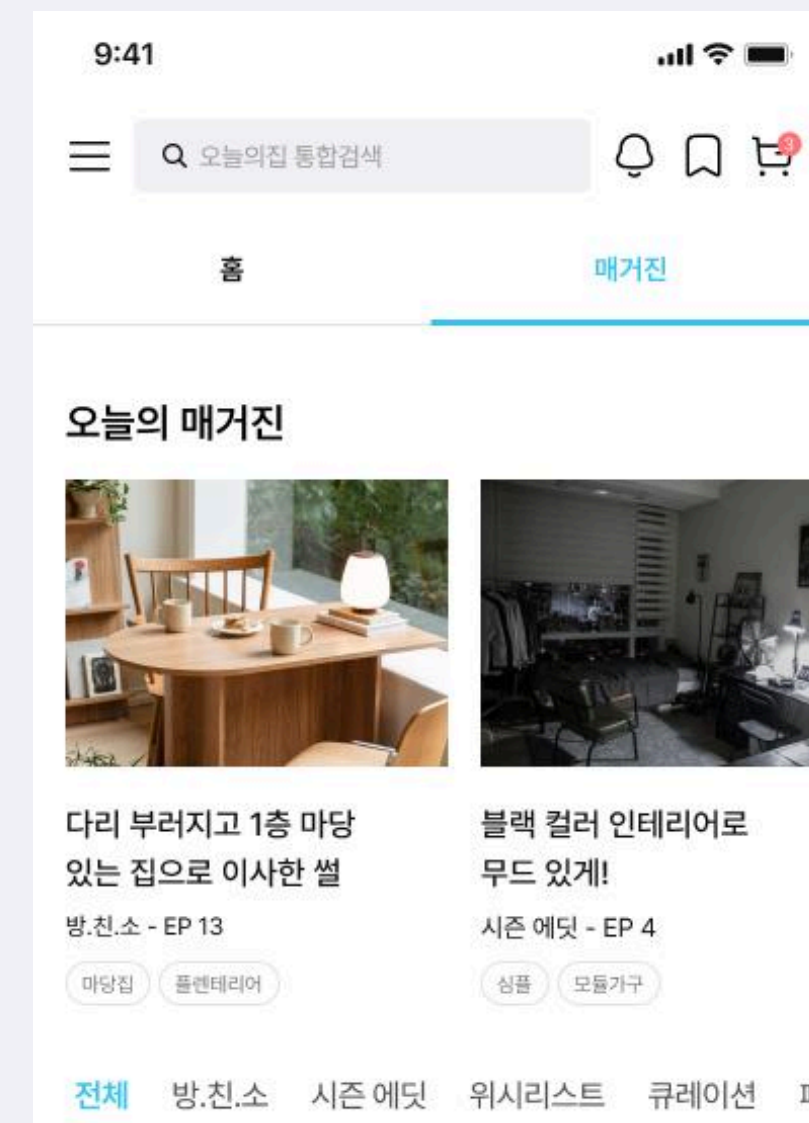 9:41
오늘의집 통합검색
3
홈
매거진
오늘의 매거진
다리 부러지고 1층 마당
있는 집으로 이사한 썰
방.친.소 - EP 13
마당집
플렌테리어
블랙 컬러 인테리어로
무드 있게!
시즌 에딧 - EP 4
심플
모듈가구
전체 방.친.소 시즌 에딧 위시리스트 큐레이션